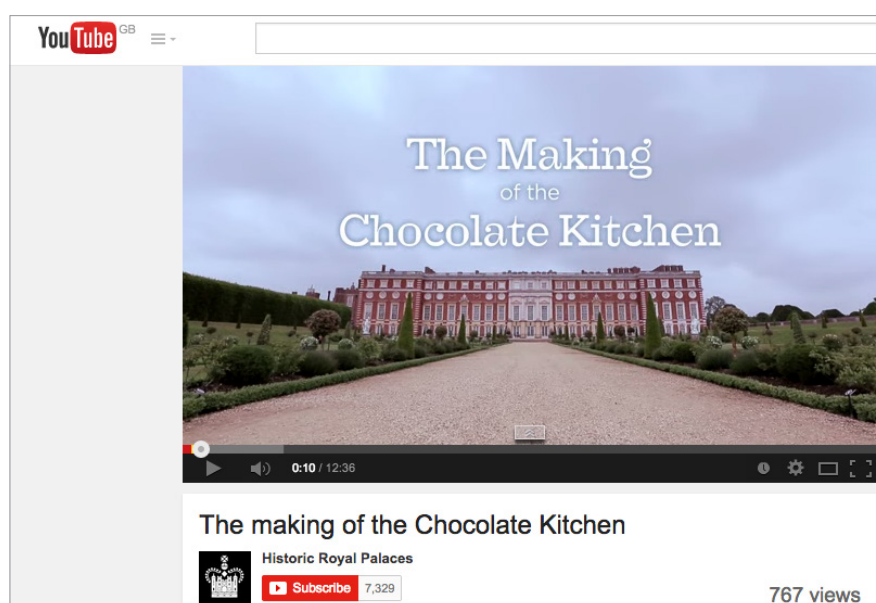 YouTube GB
The Making
of the
Chocolate Kitchen
0:10 / 12:36
The making of the Chocolate Kitchen
Historic Royal Palaces
Subscribe 7,329
767 views